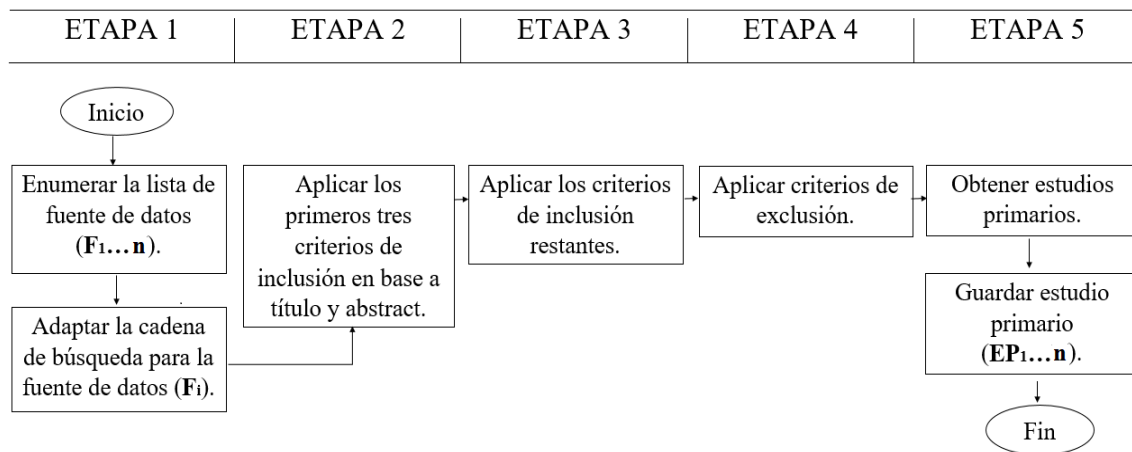 ETAPA 1
ETAPA 2
ETAPA 3
ETAPA 4
ETAPA 5
Inicio
Enumerar la lista de
fuente de datos
(F1...n).
Adaptar la cadena
de búsqueda para la
fuente de datos (Fi).
Aplicar los
primeros tres
criterios de
inclusión en base a
título y abstract.
Aplicar los criterios
de inclusión
restantes.
Aplicar criterios de
exclusión.
Obtener estudios
primarios.
Guardar estudio
primario
(EP1...n).
Fin